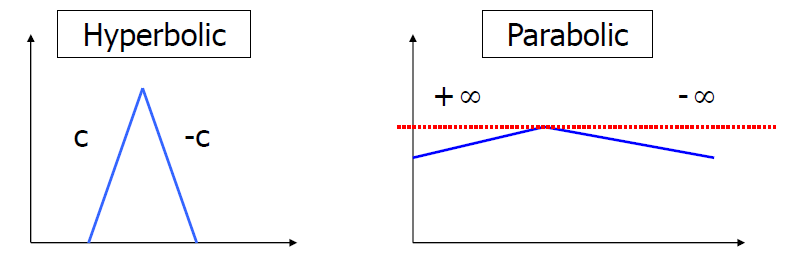 Hyperbolic
c
-c
Parabolic
+ ∞
- ∞